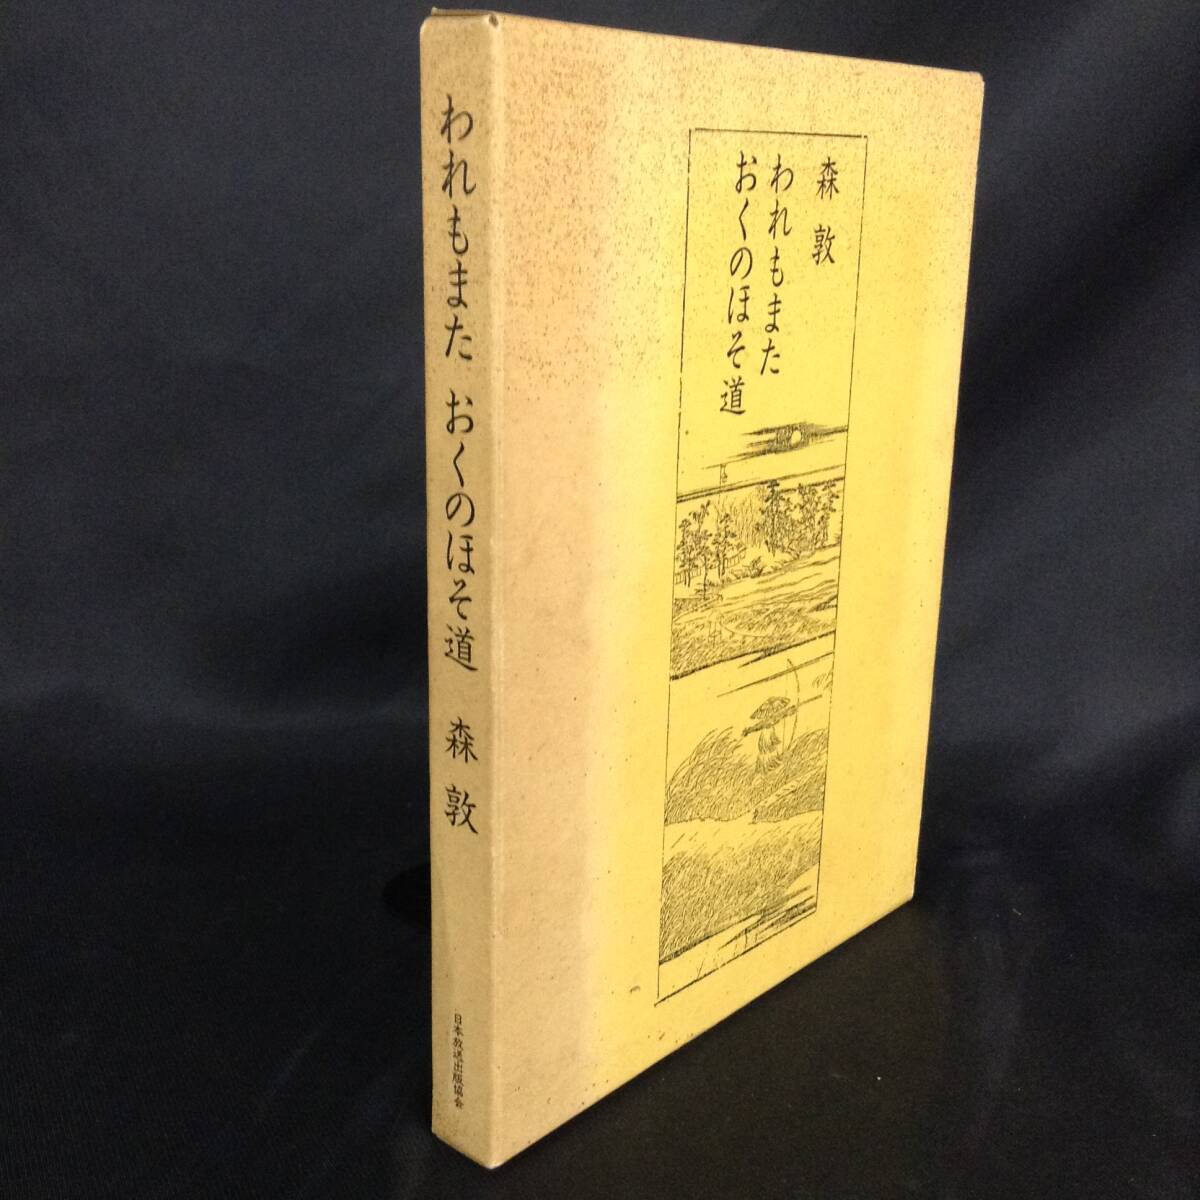 われもまた おくのほそ道 森 敦
日本放送出版協会
森 敦
われもまた
おくのほそ道